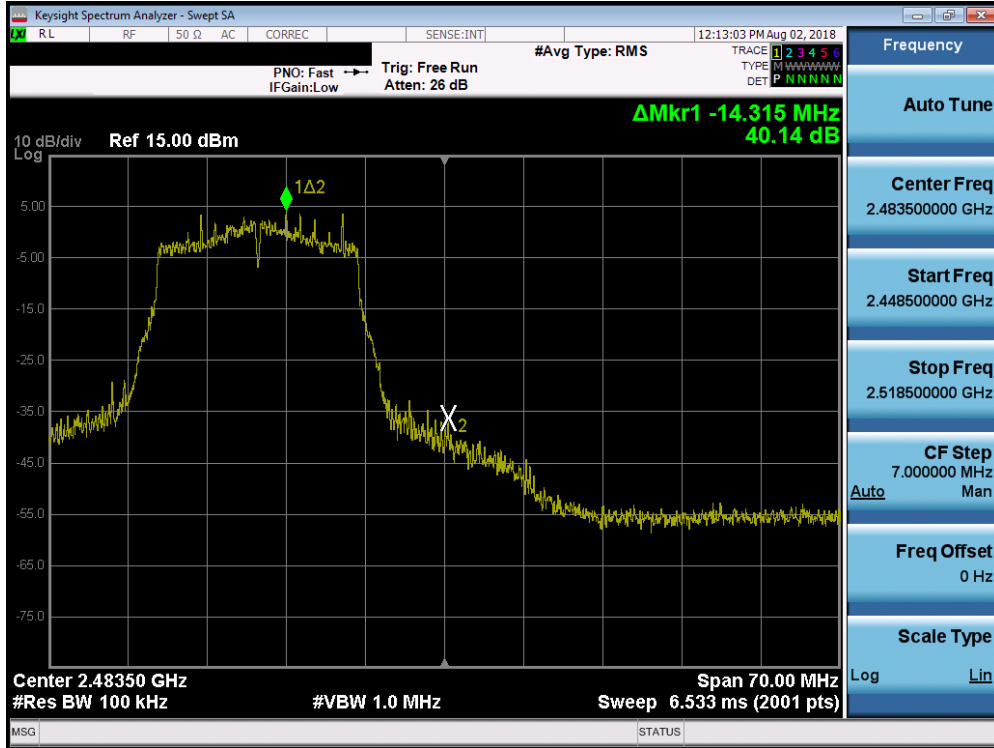 Keysight Spectrum Analyzer - Swept SA
LXI RL RF 50 Ω AC CORREC SENSE:INT 12:13:03 PM Aug 02, 2018
#Avg Type: RMS
TRACE 1 2 3 4 5 6
TYPE M WWWWW
DET P N N N N N
PNO: Fast Trig: Free Run
IFGain:Low Atten: 26 dB
ΔMkr1 -14.315 MHz
40.14 dB
10 dB/div Ref 15.00 dBm
Log
1Δ2
5.00
-5.00
-15.0
-25.0
-35.0
2
-45.0
-55.0
-65.0
-75.0
Center 2.48350 GHz Span 70.00 MHz
#Res BW 100 kHz #VBW 1.0 MHz Sweep 6.533 ms (2001 pts)
MSG STATUS
Frequency
Auto Tune
Center Freq
2.483500000 GHz
Start Freq
2.448500000 GHz
Stop Freq
2.518500000 GHz
CF Step
7.000000 MHz
Auto Man
Freq Offset
0 Hz
Scale Type
Log Lin